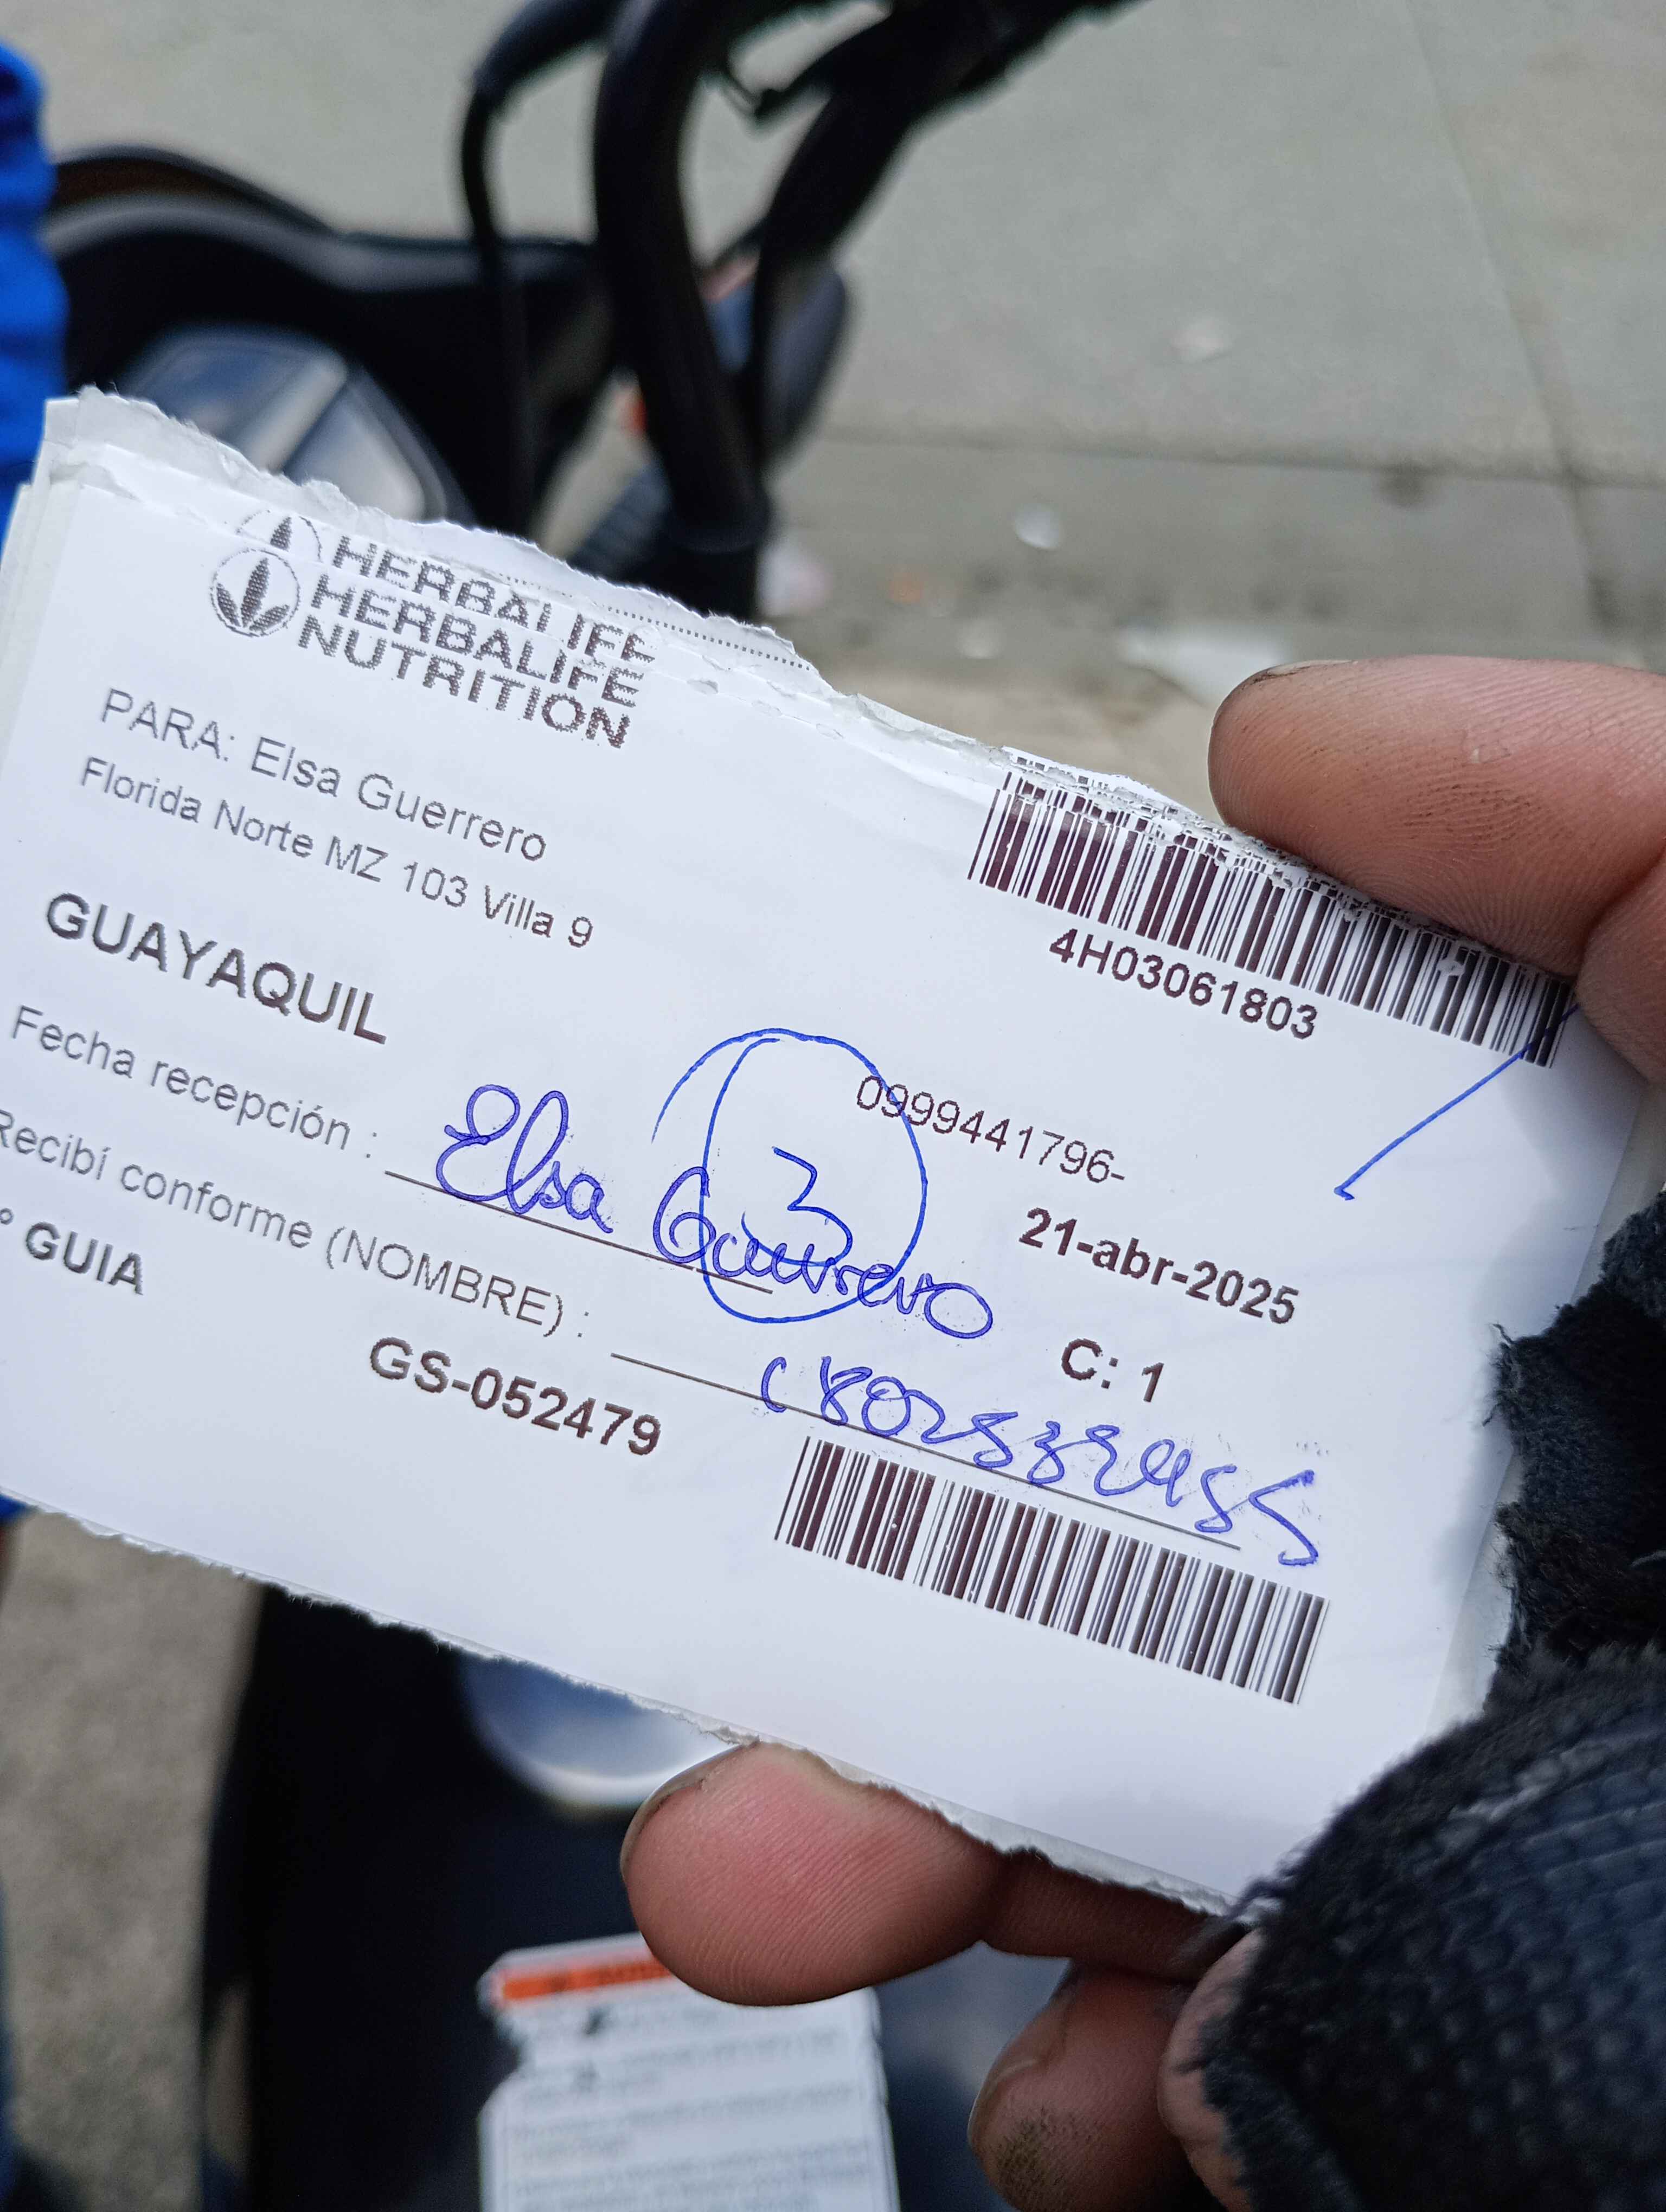 HERBALIFE
HERBALIFE
NUTRITION
PARA: Elsa Guerrero
Florida Norte MZ 103 Villa 9
4H03061803
GUAYAQUIL
0999441796-
Fecha recepción :
Elsa Guerrero
3
21-abr-2025
Recibí conforme (NOMBRE) :
C: 1
° GUIA
GS-052479